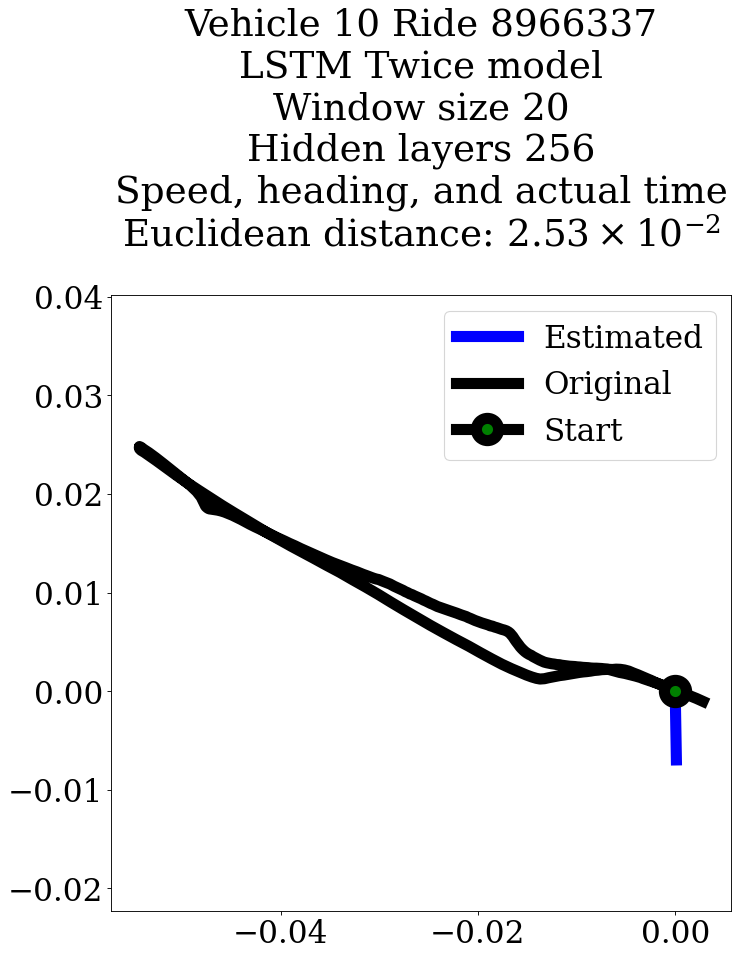 Vehicle 10 Ride 8966337
LSTM Twice model
Window size 20
Hidden layers 256
Speed, heading, and actual time
Euclidean distance: 2.53 × 10⁻²
0.04
Estimated
0.03
Original
Start
0.02
0.01
0.00
−0.01
−0.02
−0.04 −0.02 0.00